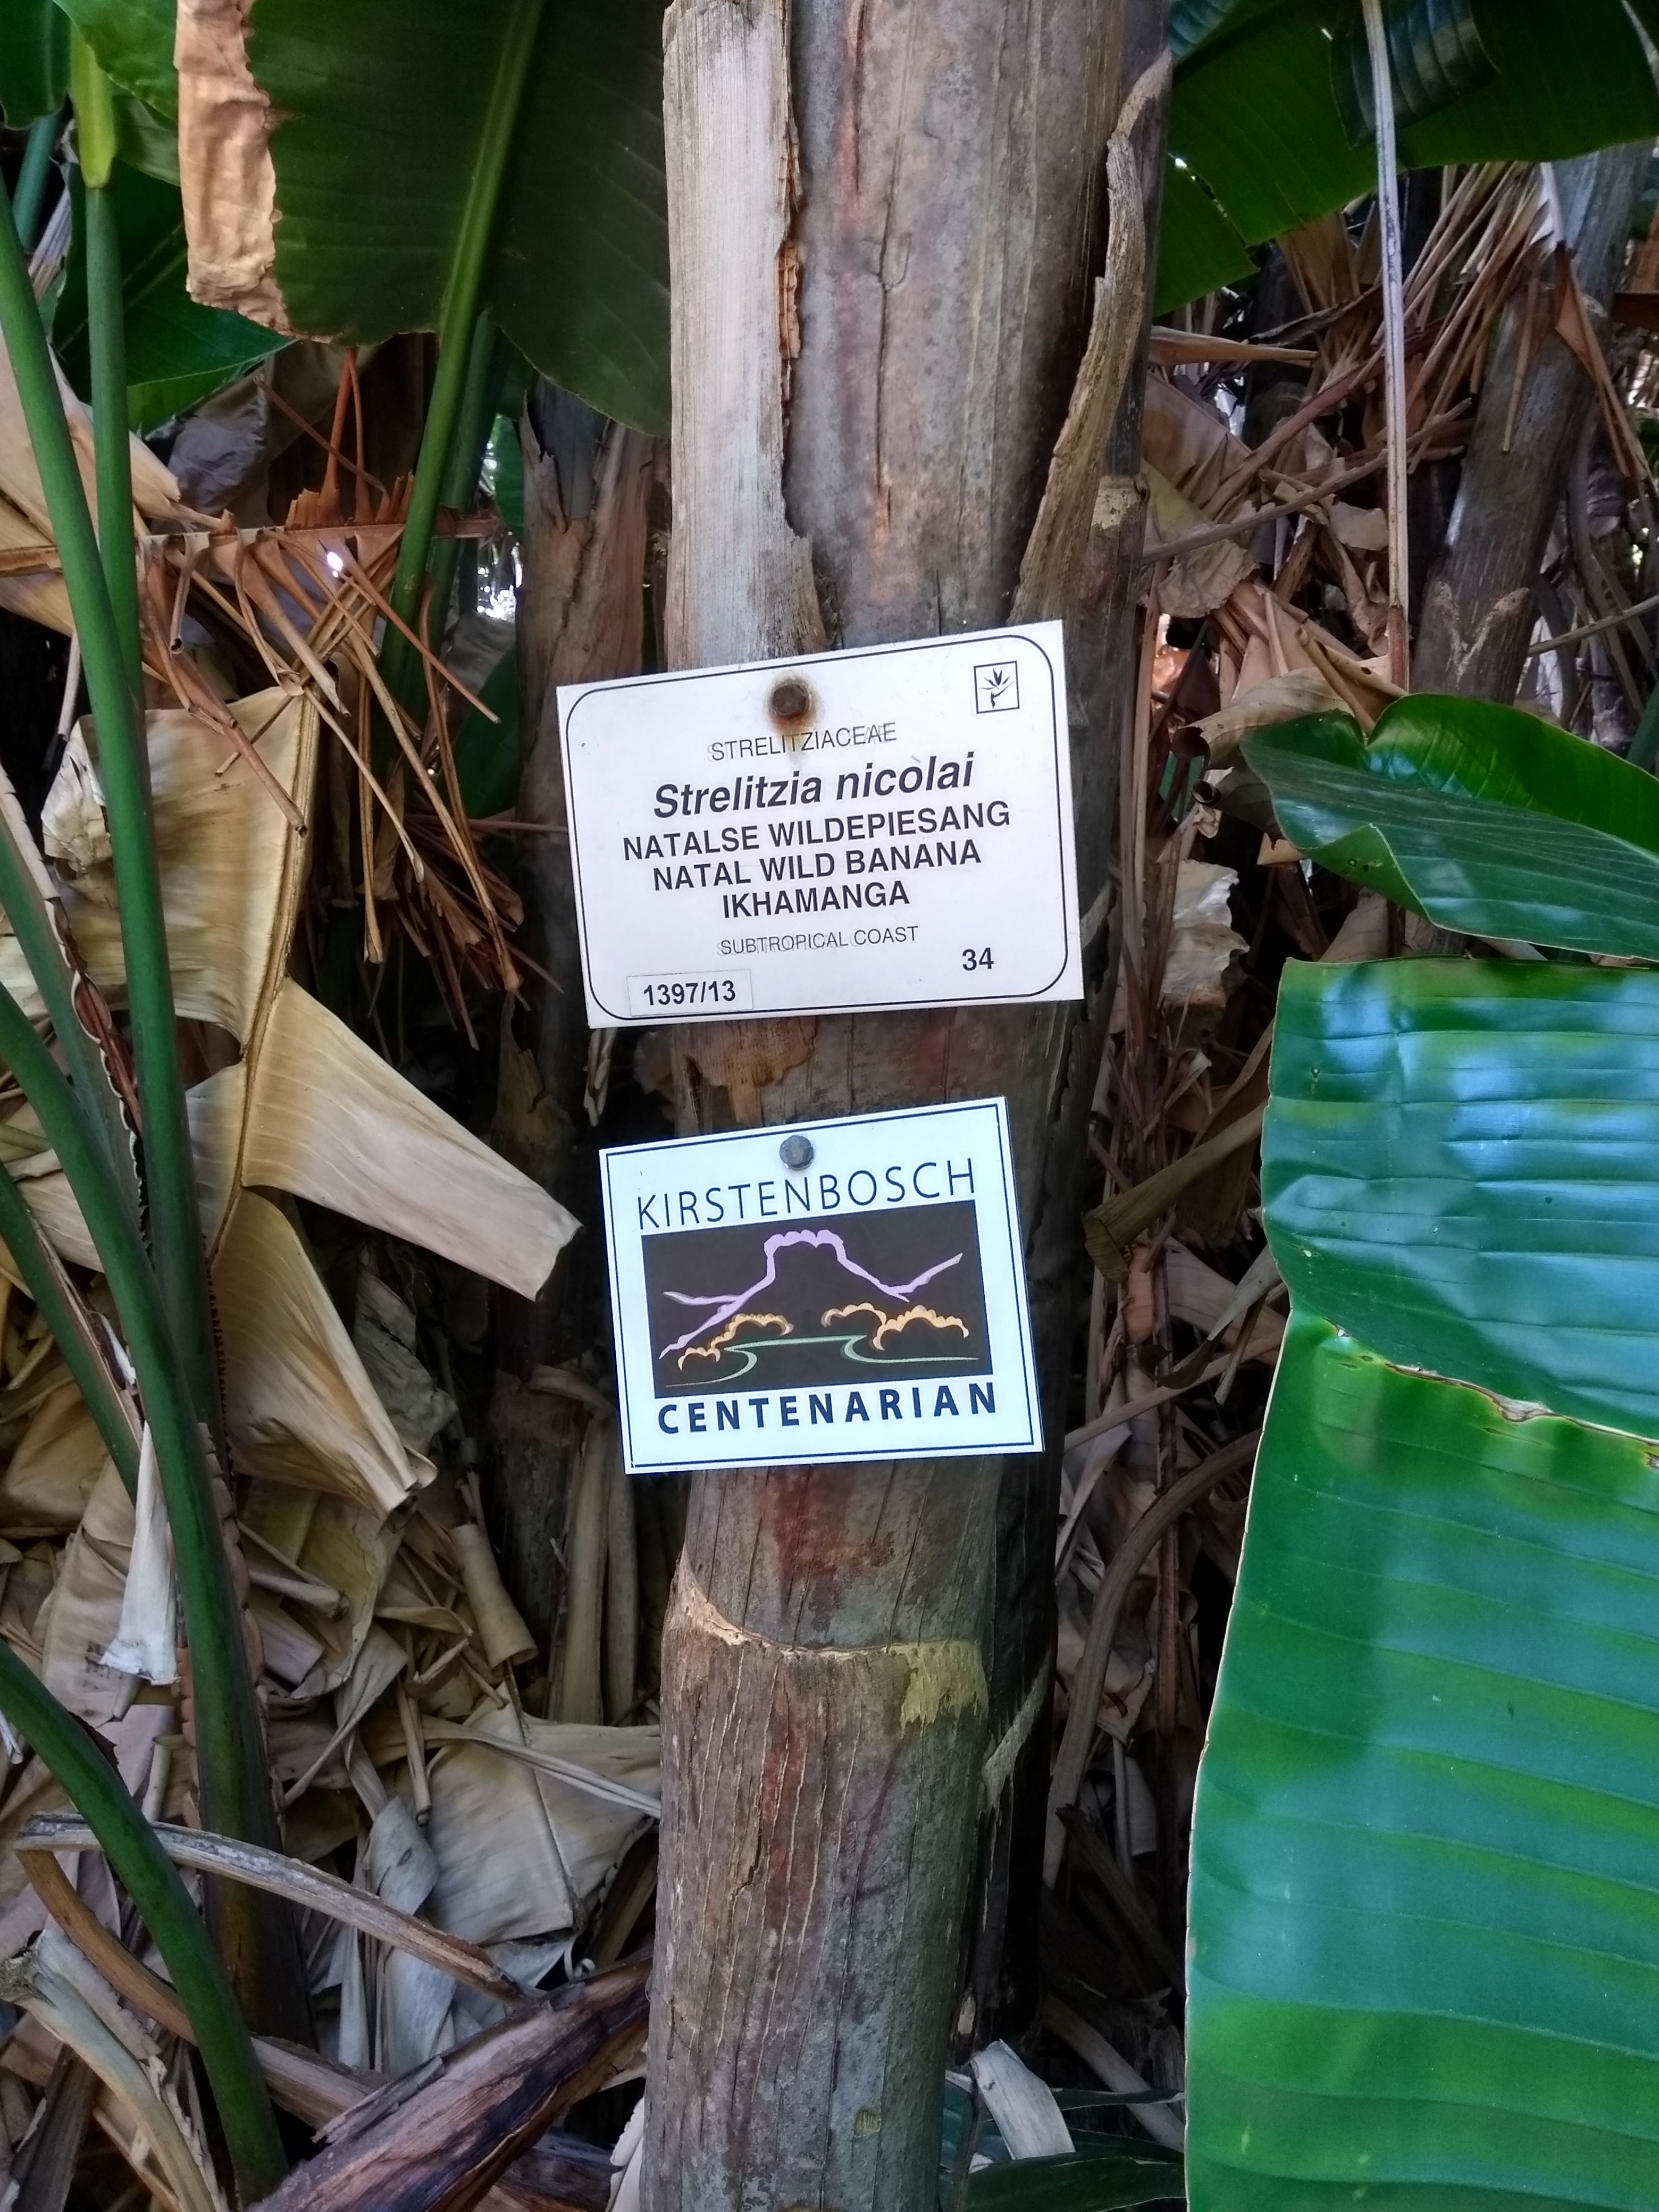 STRELITZIACEAE
Strelitzia nicolai
NATALSE WILDEPIESANG
NATAL WILD BANANA
IKHAMANGA
SUBTROPICAL COAST
34
1397/13
KIRSTENBOSCH
CENTENARIAN